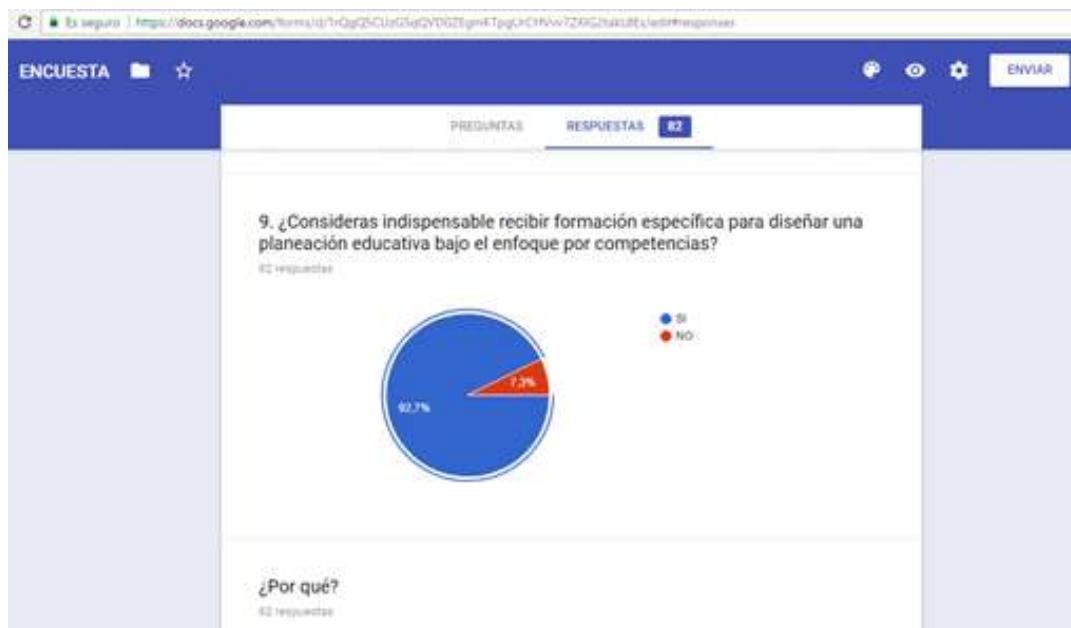 Es seguro | https://docs.google.com/forms/d/
ENCUESTA
ENVIAR
PREGUNTAS RESPUESTAS 82
9. ¿Consideras indispensable recibir formación específica para diseñar una
planeación educativa bajo el enfoque por competencias?
82 respuestas
SI
NO
7,3%
92,7%
¿Por qué?
82 respuestas